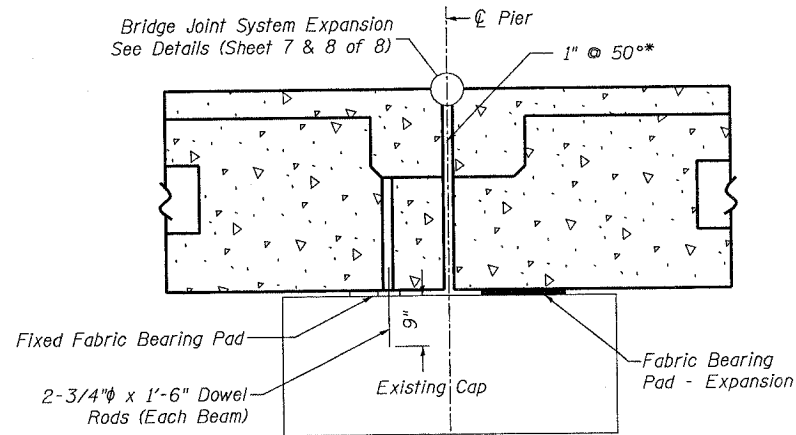 Bridge Joint System Expansion
See Details (Sheet 7 & 8 of 8)
℄ Pier
1" @ 50°*
Fixed Fabric Bearing Pad
9"
2-3/4"ϕ x 1'-6" Dowel
Rods (Each Beam)
Existing Cap
Fabric Bearing
Pad - Expansion